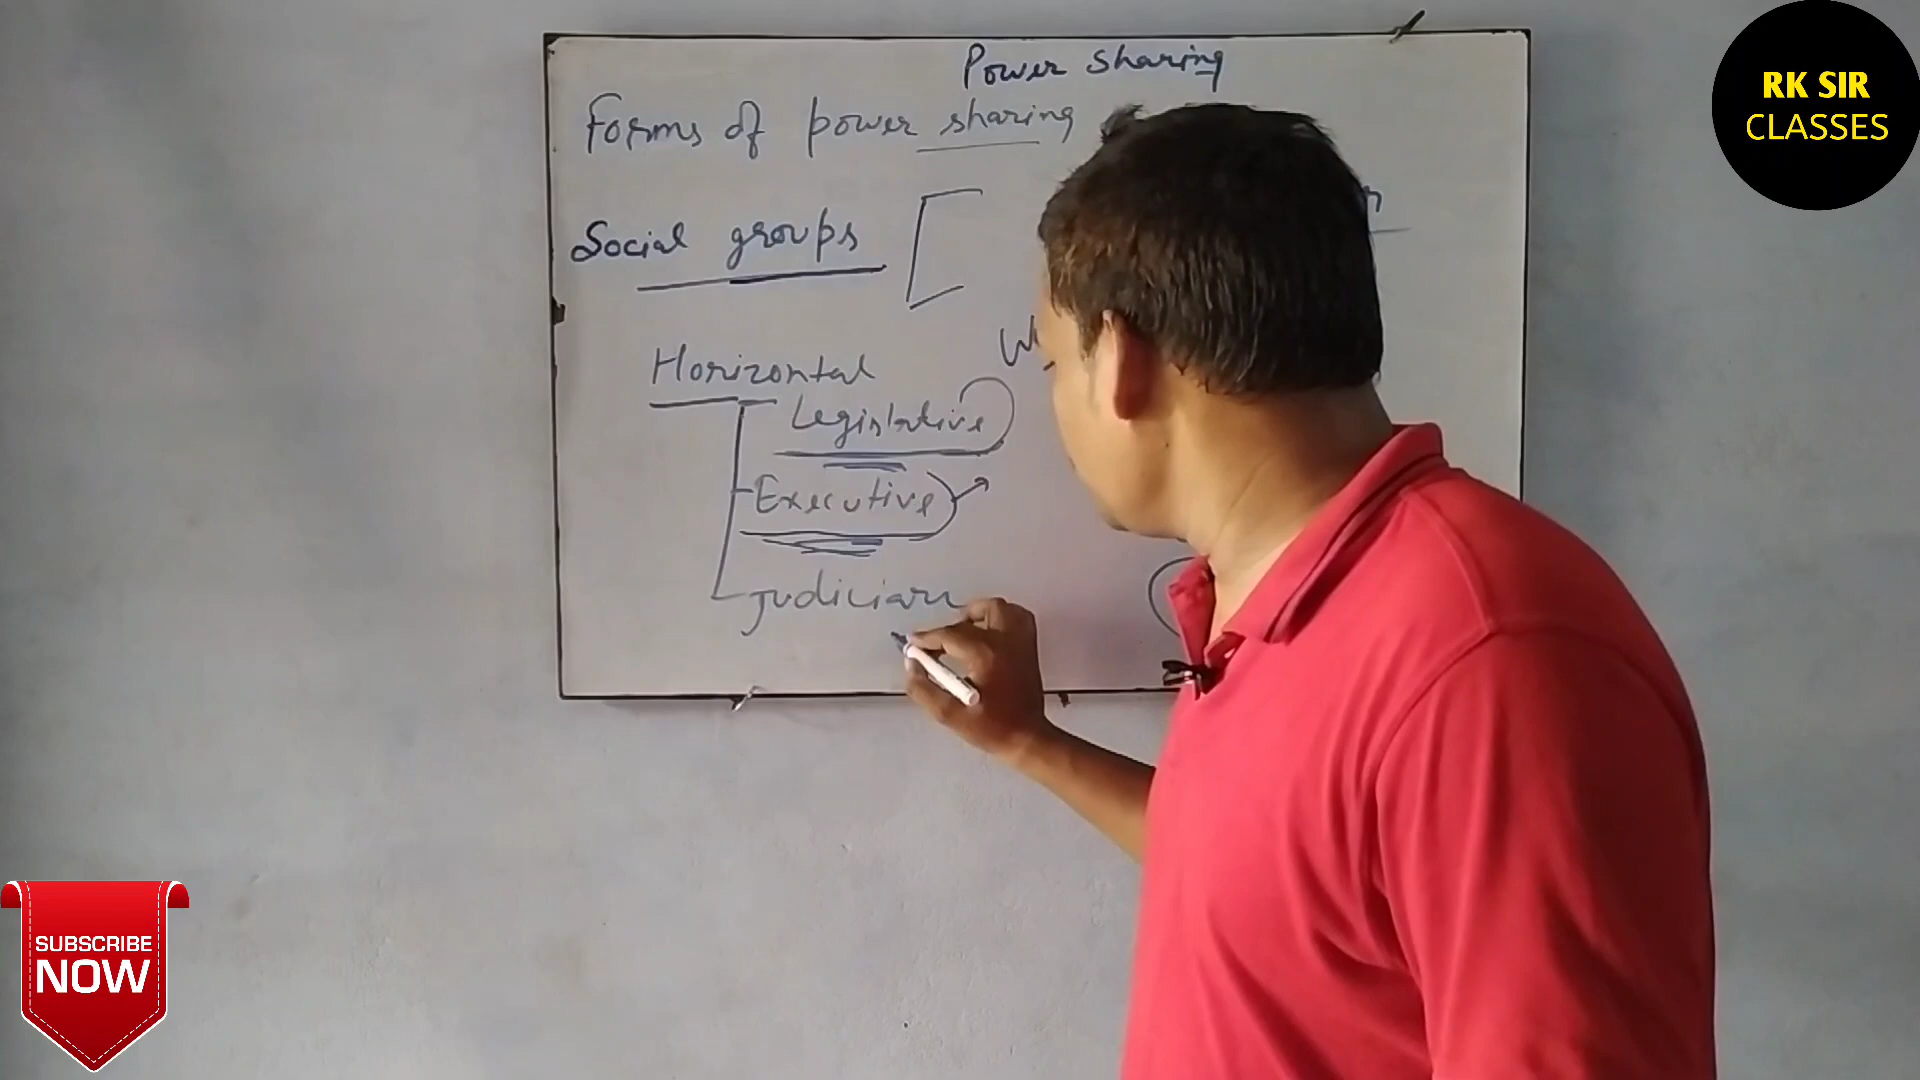 Power sharing
Forms of power sharing
Social groups
Horizontal
Legislative
Executive
Judiciary
RK SIR
CLASSES
SUBSCRIBE
NOW